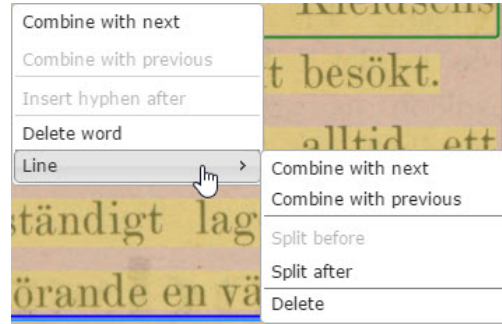 Combine with next
Combine with previous
Insert hyphen after
Delete word
Line >
Combine with next
Combine with previous
Split before
Split after
Delete
t besökt.
alltid ett
ständigt lag
örande en vä